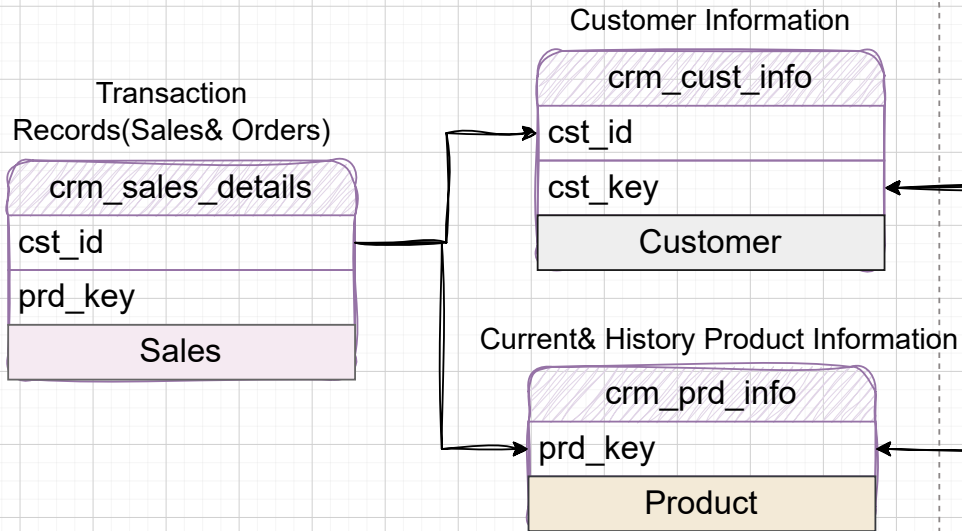 Customer Information
crm_cust_info
cst_id
cst_key
Customer
Transaction
Records(Sales& Orders)
crm_sales_details
cst_id
prd_key
Sales
Current& History Product Information
crm_prd_info
prd_key
Product